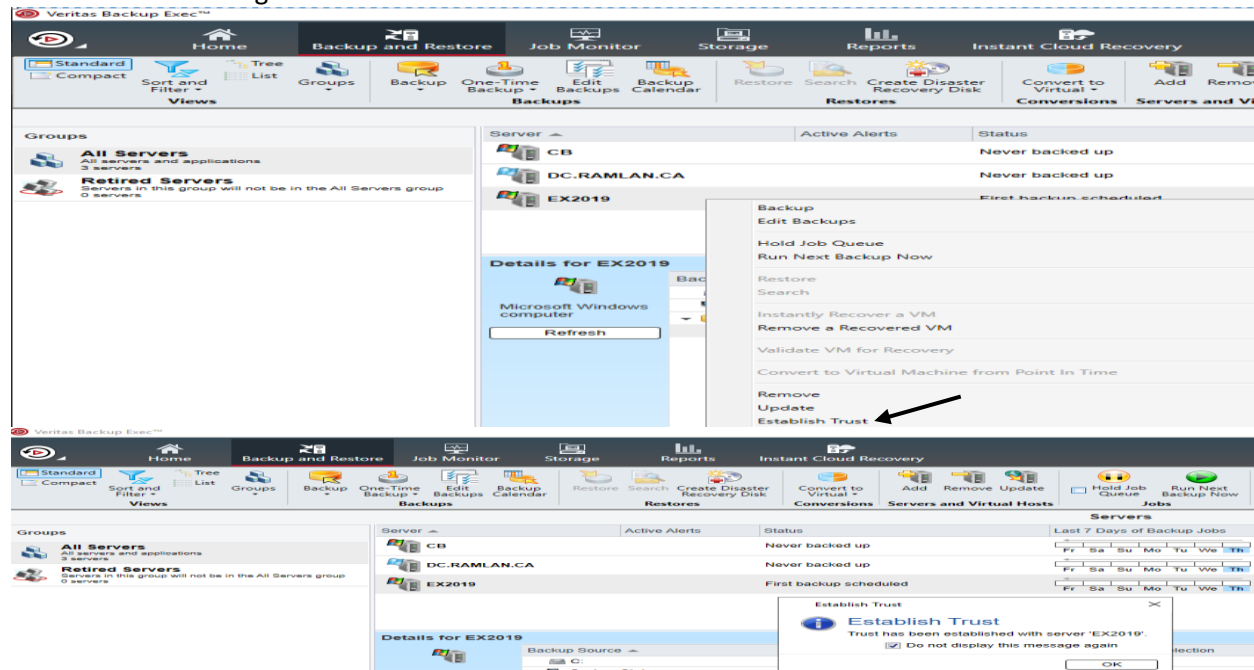 Veritas Backup Exec™
Home Backup and Restore Job Monitor Storage Reports Instant Cloud Recovery
Standard
Compact
Sort and Filter
Tree
List
Views
Groups
Backup
One-Time Backup
Edit Backups
Backup Calendar
Backups
Restore
Search
Create Disaster Recovery Disk
Restores
Convert to Virtual
Conversions
Add
Servers and
Groups
All Servers
All servers and applications
3 servers
Retired Servers
Servers in this group will not be in the All Servers group
0 servers
Server Active Alerts Status
CB Never backed up
DC.RAMLAN.CA Never backed up
EX2019 First backup scheduled
Details for EX2019
Microsoft Windows computer
Refresh
Backup
Edit Backups
Hold Job Queue
Run Next Backup Now
Restore
Search
Instantly Recover a VM
Remove a Recovered VM
Validate VM for Recovery
Convert to Virtual Machine from Point In Time
Remove
Update
Establish Trust
Veritas Backup Exec™
Home Backup and Restore Job Monitor Storage Reports Instant Cloud Recovery
Standard
Compact
Sort and Filter
Tree
List
Views
Groups
Backup
One-Time Backup
Edit Backups
Backup Calendar
Backups
Restore
Search
Create Disaster Recovery Disk
Restores
Convert to Virtual
Conversions
Add
Remove
Update
Servers and Virtual Hosts
Hold Job Queue
Run Next Backup Now
Jobs
Servers
Groups
All Servers
All servers and applications
3 servers
Retired Servers
Servers in this group will not be in the All Servers group
0 servers
Server Active Alerts Status Last 7 Days of Backup Jobs
CB Never backed up Fr Sa Su Mo Tu We Th
DC.RAMLAN.CA Never backed up Fr Sa Su Mo Tu We Th
EX2019 First backup scheduled Fr Sa Su Mo Tu We Th
Establish Trust
Establish Trust
Trust has been established with server 'EX2019'.
Do not display this message again
OK
Details for EX2019
Backup Source
C: